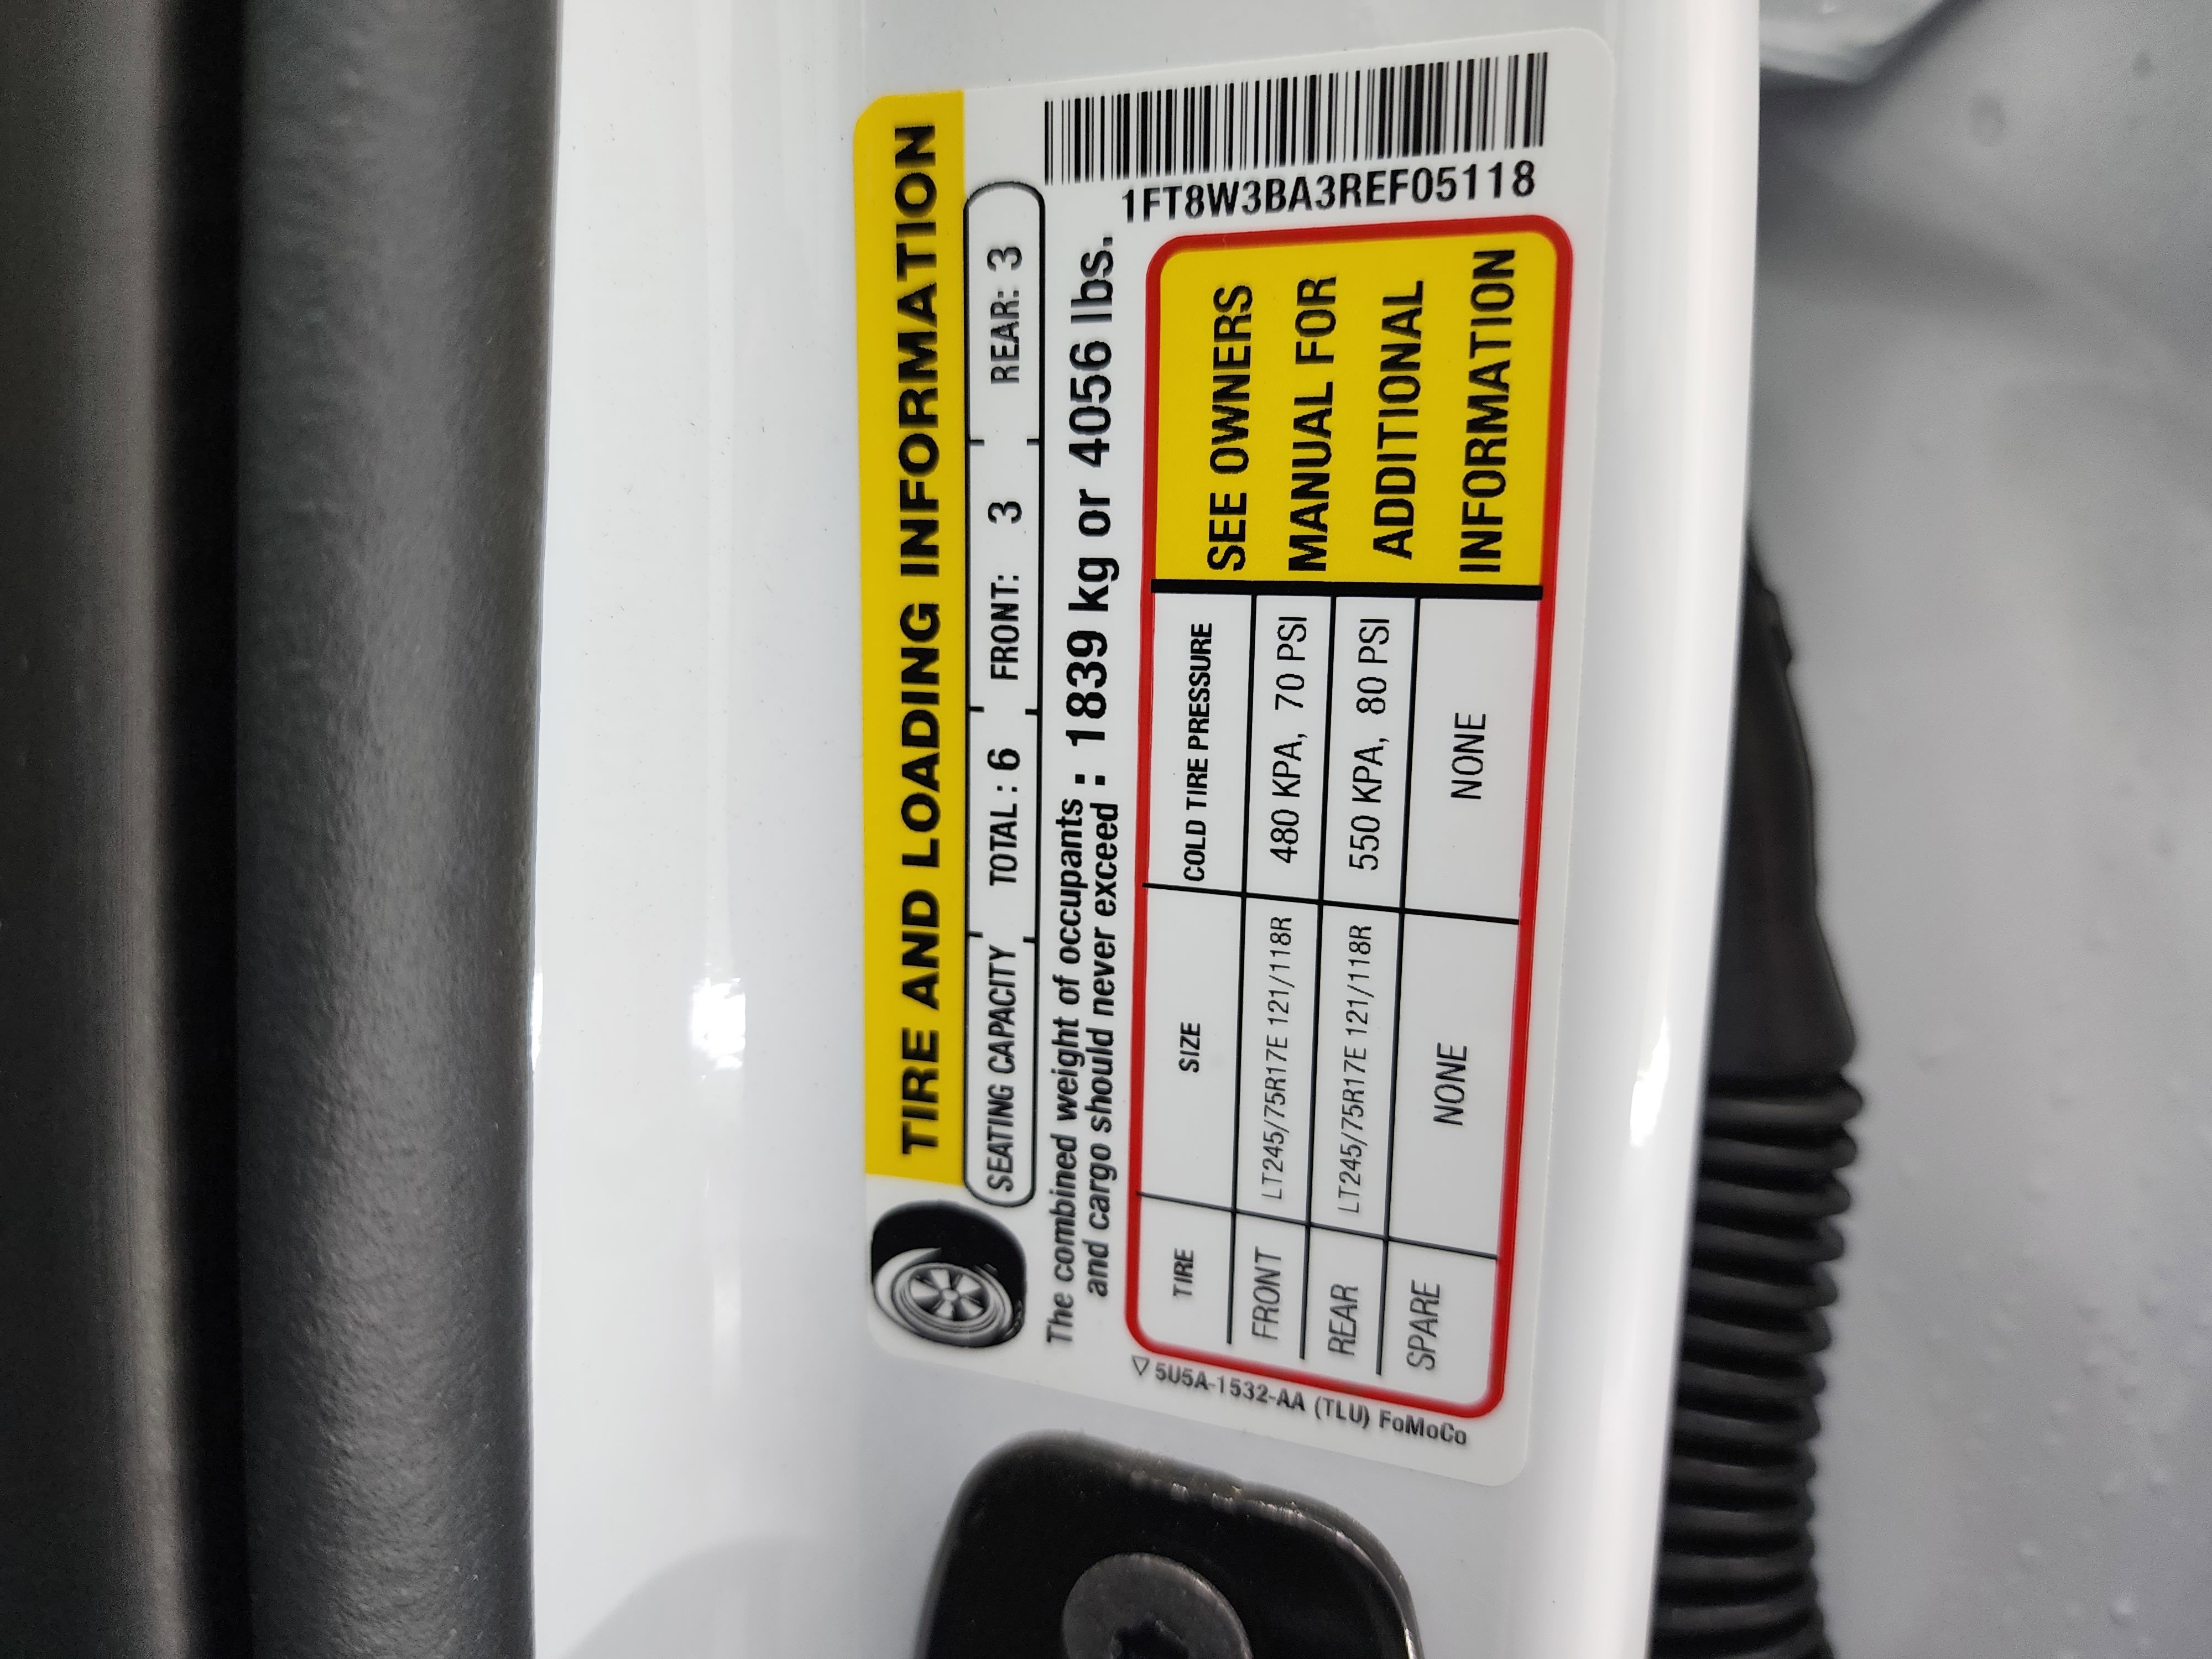 TIRE AND LOADING INFORMATION
SEATING CAPACITY TOTAL : 6 FRONT: 3 REAR: 3
The combined weight of occupants
and cargo should never exceed : 1839 kg or 4056 lbs.
TIRE SIZE COLD TIRE PRESSURE
FRONT LT245/75R17E 121/118R 480 KPA, 70 PSI
REAR LT245/75R17E 121/118R 550 KPA, 80 PSI
SPARE NONE NONE
SEE OWNERS
MANUAL FOR
ADDITIONAL
INFORMATION
1FT8W3BA3REF05118
5U5A-1532-AA (TLU) FoMoCo